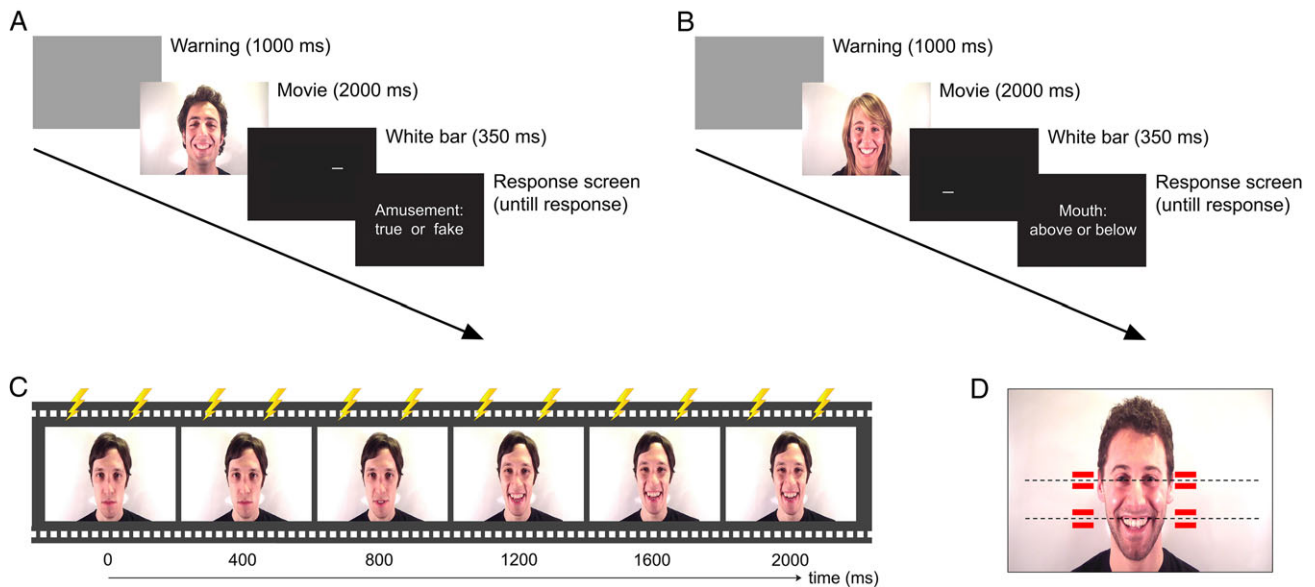 A
Warning (1000 ms)
Movie (2000 ms)
White bar (350 ms)
Response screen
(untill response)
Amusement:
true or fake
B
Warning (1000 ms)
Movie (2000 ms)
White bar (350 ms)
Response screen
(untill response)
Mouth:
above or below
C
0 400 800 1200 1600 2000
time (ms)
D